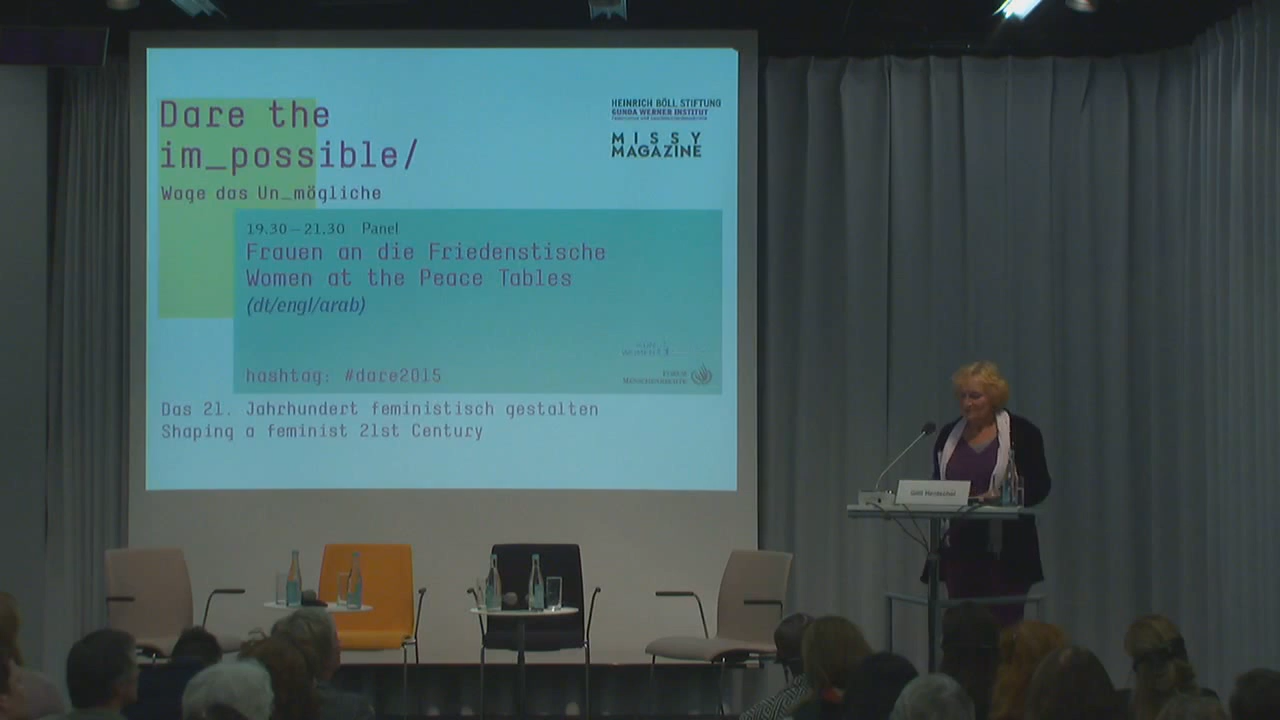 Dare the
im_possible/
Wage das Un_mögliche
HEINRICH BÖLL STIFTUNG
GUNDA WERNER INSTITUT
MISSY
MAGAZINE
19.30 – 21.30 Panel
Frauen an die Friedenstische
Women at the Peace Tables
(dt/engl/arab)
hashtag: #dare2015
FORUM
MENSCHENRECHTE
Das 21. Jahrhundert feministisch gestalten
Shaping a feminist 21st Century